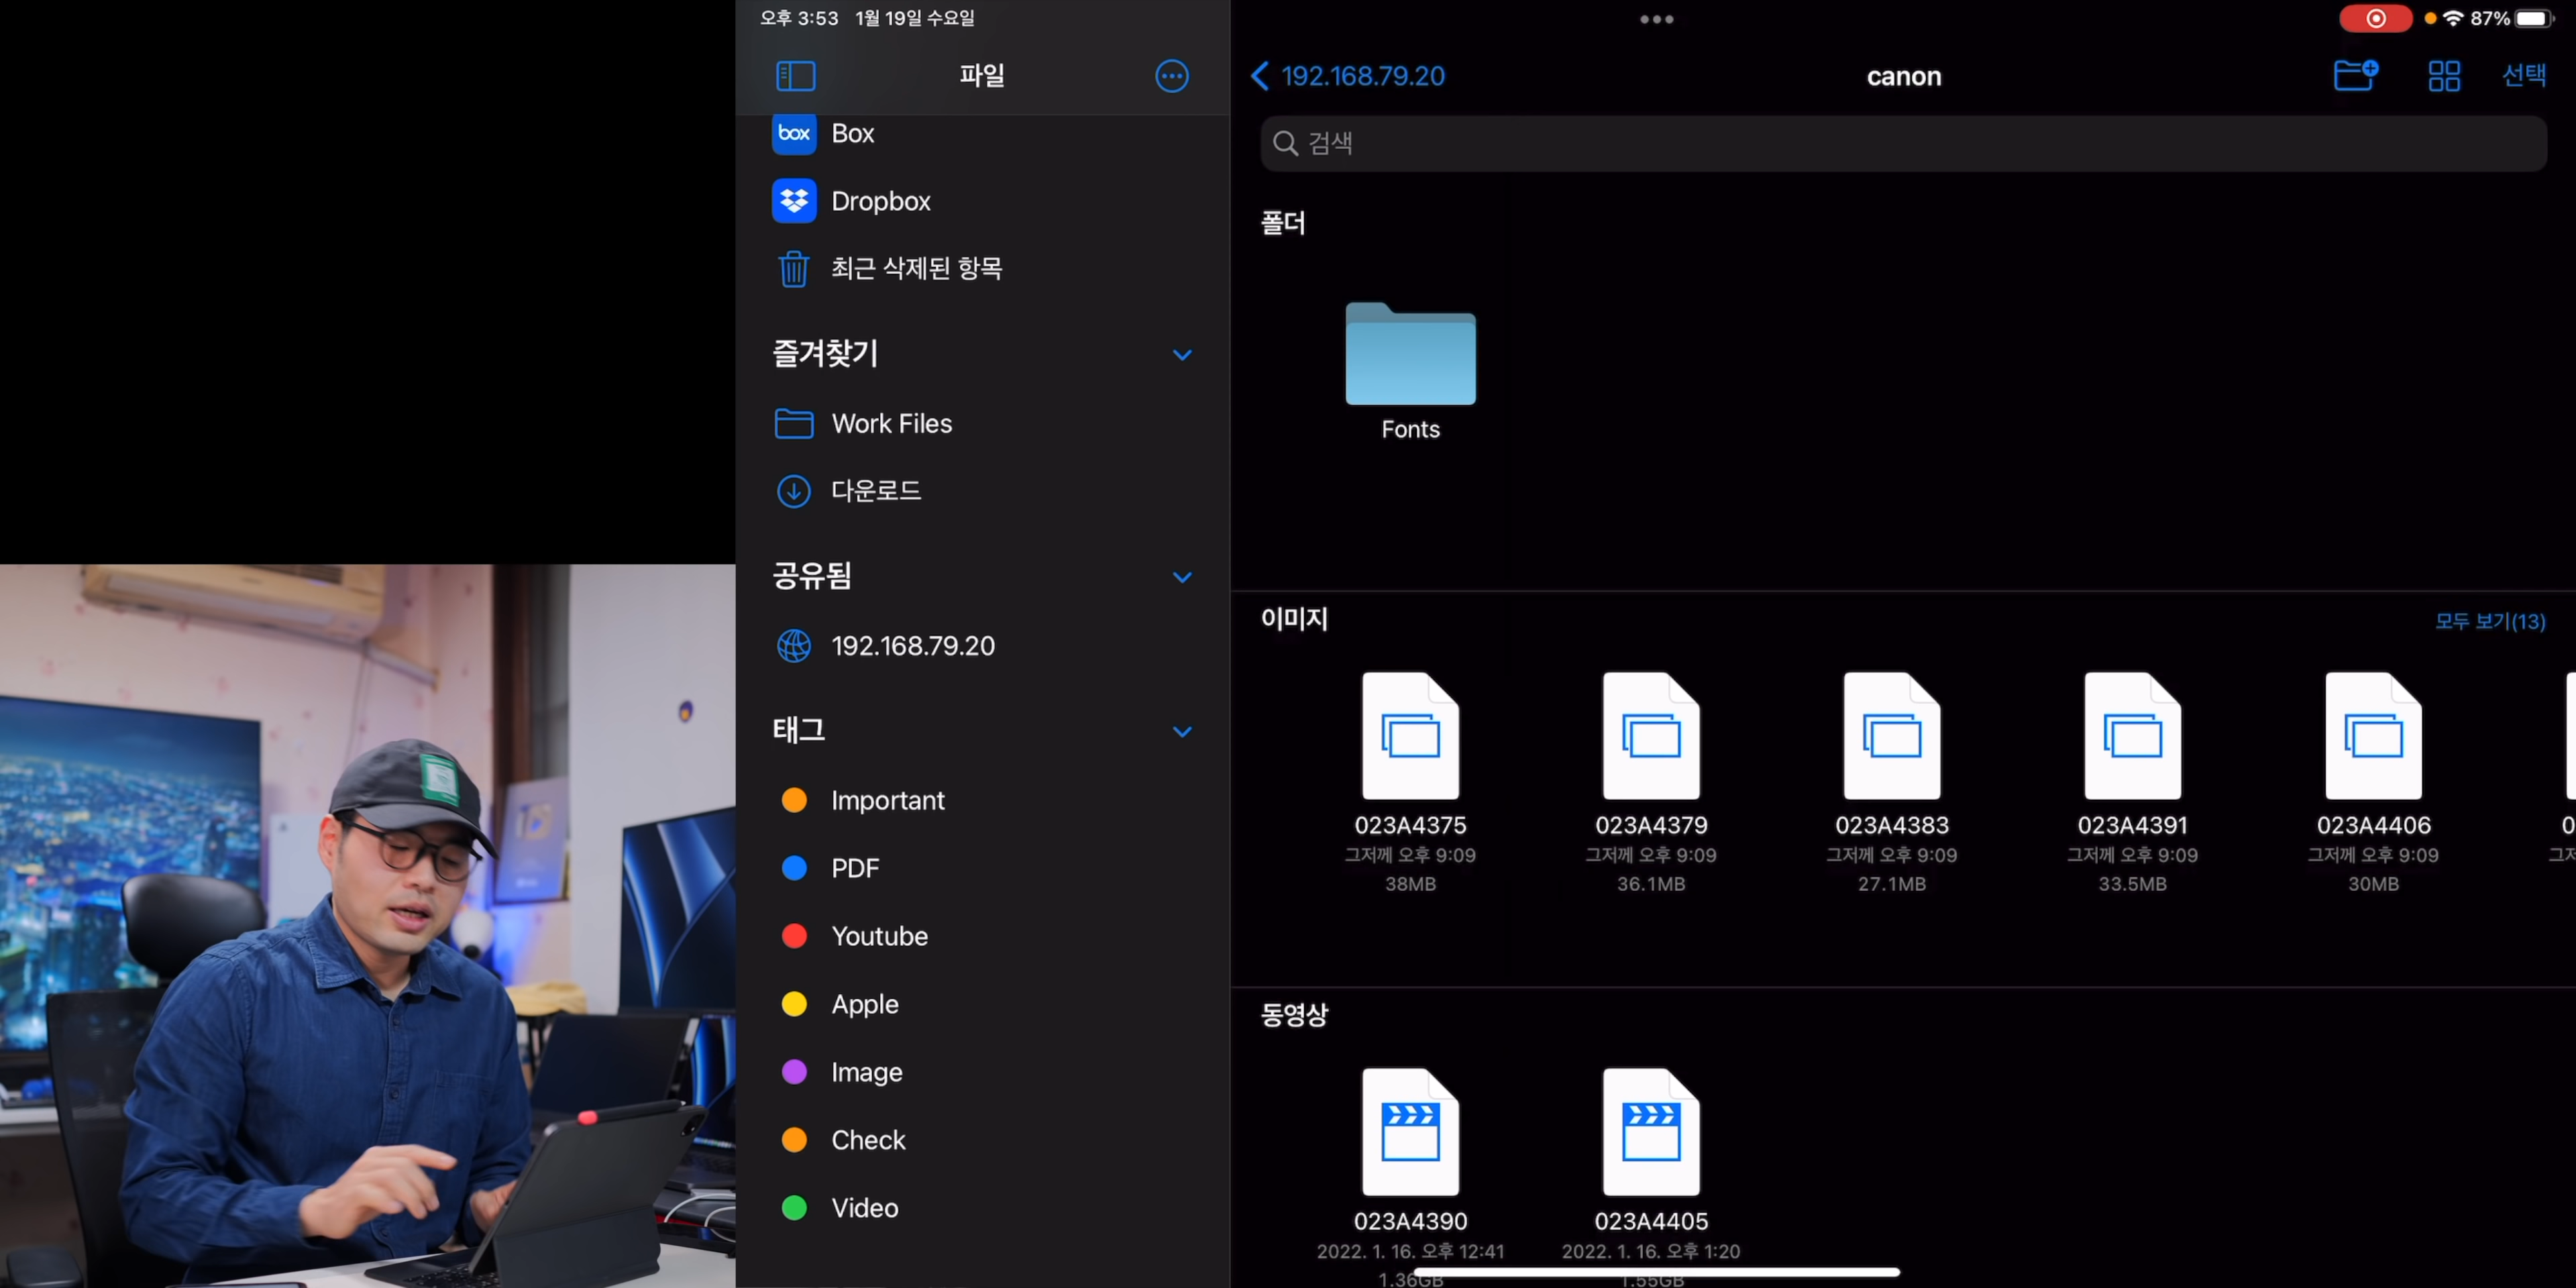 오후 3:53 1월 19일 수요일
87%
파일
box Box
Dropbox
최근 삭제된 항목
즐겨찾기
Work Files
다운로드
공유됨
192.168.79.20
태그
Important
PDF
Youtube
Apple
Image
Check
Video
192.168.79.20
canon
선택
검색
폴더
Fonts
이미지
모두 보기(13)
023A4375
그저께 오후 9:09
38MB
023A4379
그저께 오후 9:09
36.1MB
023A4383
그저께 오후 9:09
27.1MB
023A4391
그저께 오후 9:09
33.5MB
023A4406
그저께 오후 9:09
30MB
동영상
023A4390
2022. 1. 16. 오후 12:41
1.36GB
023A4405
2022. 1. 16. 오후 1:20
1.55GB